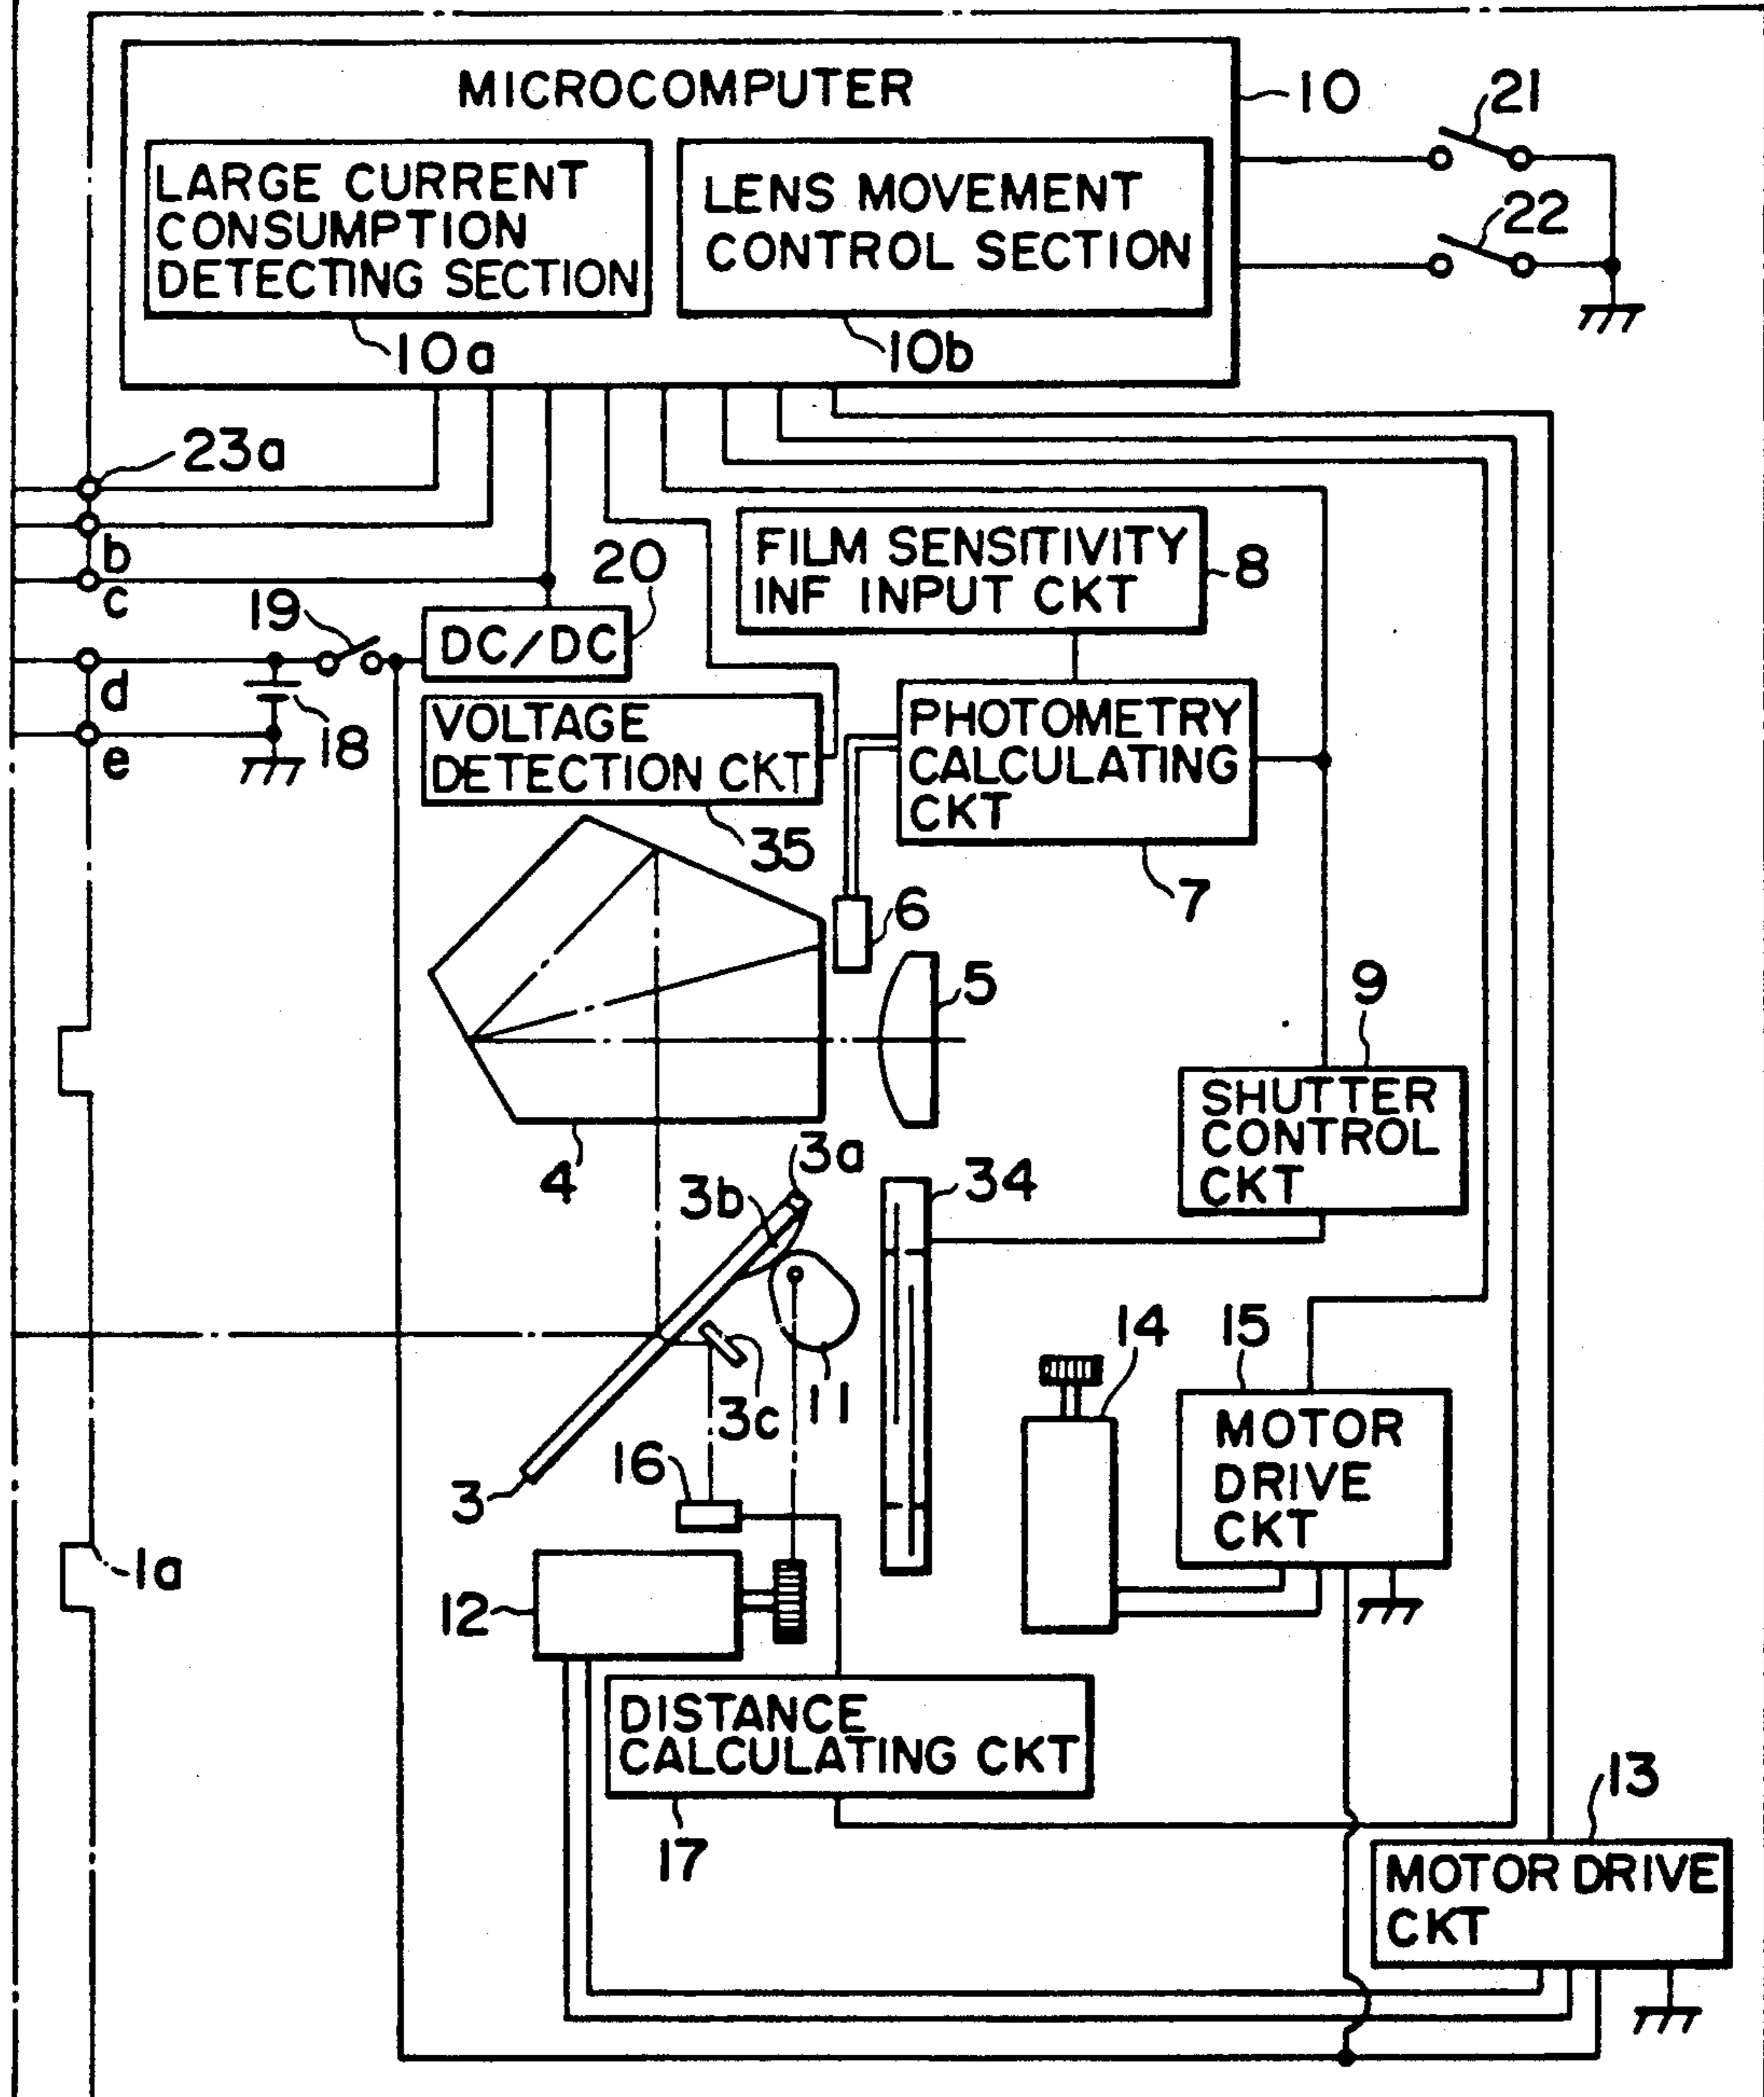 MICROCOMPUTER
10
21
LARGE CURRENT
CONSUMPTION
DETECTING SECTION
LENS MOVEMENT
CONTROL SECTION
22
10a
10b
23a
b
c
20
FILM SENSITIVITY
INF INPUT CKT
8
19
DC/DC
d
e
18
VOLTAGE
DETECTION CKT
35
PHOTOMETRY
CALCULATING
CKT
7
6
5
9
SHUTTER
CONTROL
CKT
4
3a
3b
34
14
15
3c
11
MOTOR
DRIVE
CKT
16
3
1a
12
DISTANCE
CALCULATING CKT
17
13
MOTOR DRIVE
CKT